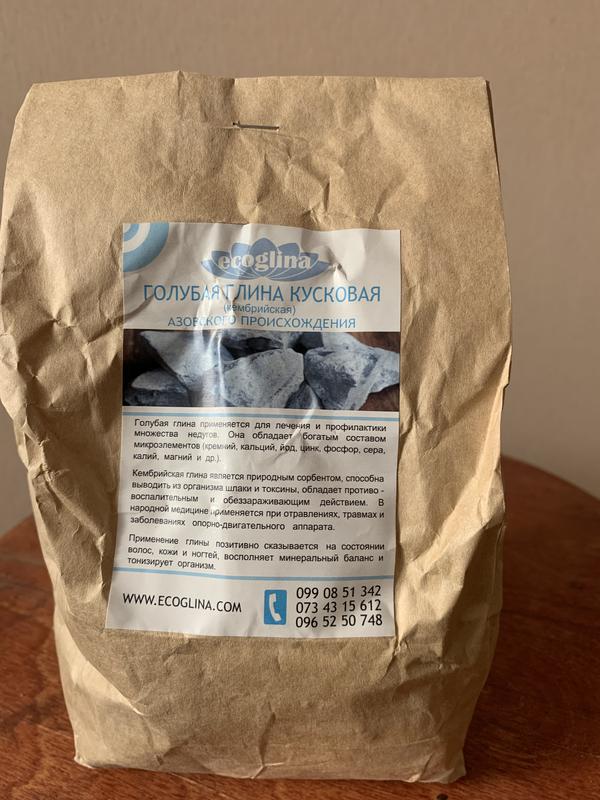 ecoglina
ГОЛУБАЯ ГЛИНА КУСКОВАЯ
(кембрийская)
АЗОВСКОГО ПРОИСХОЖДЕНИЯ
Голубая глина применяется для лечения и профилактики
множества недугов. Она обладает богатым составом
микроэлементов (кремний, кальций, йод, цинк, фосфор, сера,
калий, магний и др.).
Кембрийская глина является природным сорбентом, способна
выводить из организма шлаки и токсины, обладает противо -
воспалительным и обеззараживающим действием. В
народной медицине применяется при отравлениях, травмах и
заболеваниях опорно-двигательного аппарата.
Применение глины позитивно сказывается на состоянии
волос, кожи и ногтей, восполняет минеральный баланс и
тонизирует организм.
WWW.ECOGLINA.COM
099 08 51 342
073 43 15 612
096 52 50 748